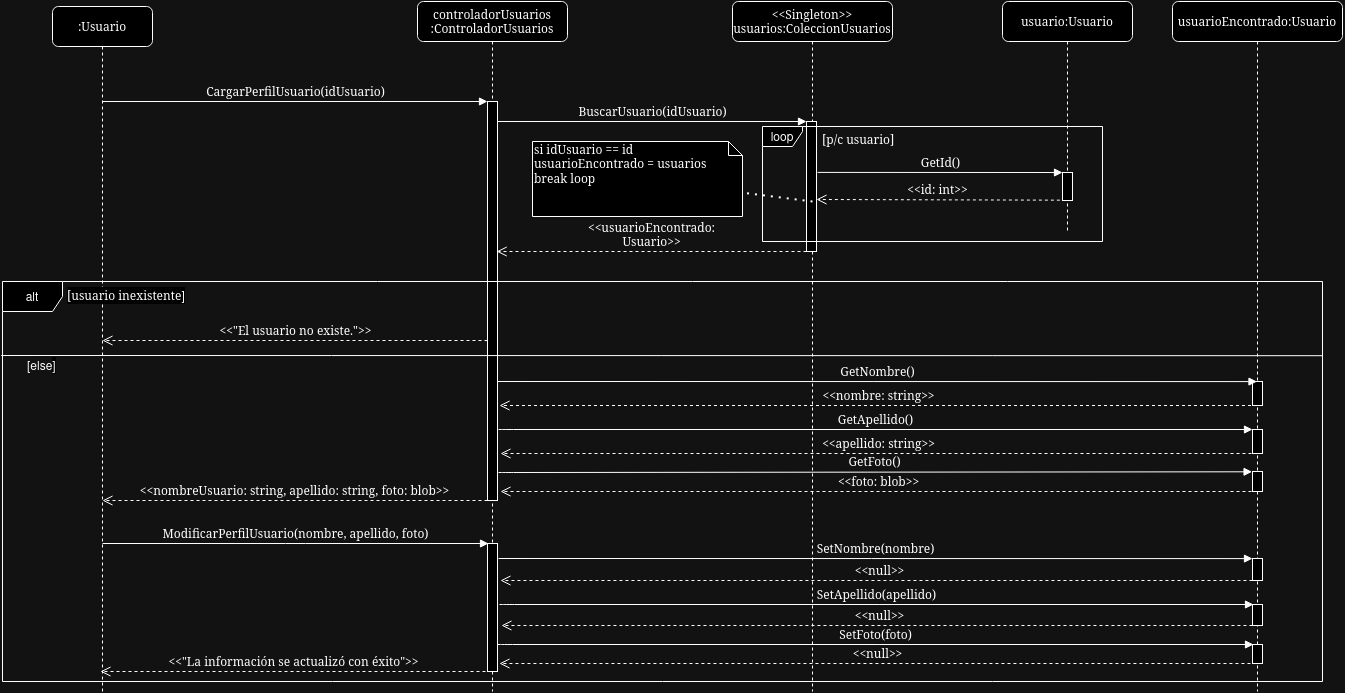 :Usuario
controladorUsuarios
:ControladorUsuarios
<<Singleton>>
usuarios:ColeccionUsuarios
usuario:Usuario
usuarioEncontrado:Usuario
CargarPerfilUsuario(idUsuario)
BuscarUsuario(idUsuario)
loop
[p/c usuario]
si idUsuario == id
usuarioEncontrado = usuarios
break loop
GetId()
<<id: int>>
<<usuarioEncontrado:
Usuario>>
alt
[usuario inexistente]
<<"El usuario no existe.">>
[else]
GetNombre()
<<nombre: string>>
GetApellido()
<<apellido: string>>
GetFoto()
<<foto: blob>>
<<nombreUsuario: string, apellido: string, foto: blob>>
ModificarPerfilUsuario(nombre, apellido, foto)
SetNombre(nombre)
<<null>>
SetApellido(apellido)
<<null>>
SetFoto(foto)
<<null>>
<<"La información se actualizó con éxito">>